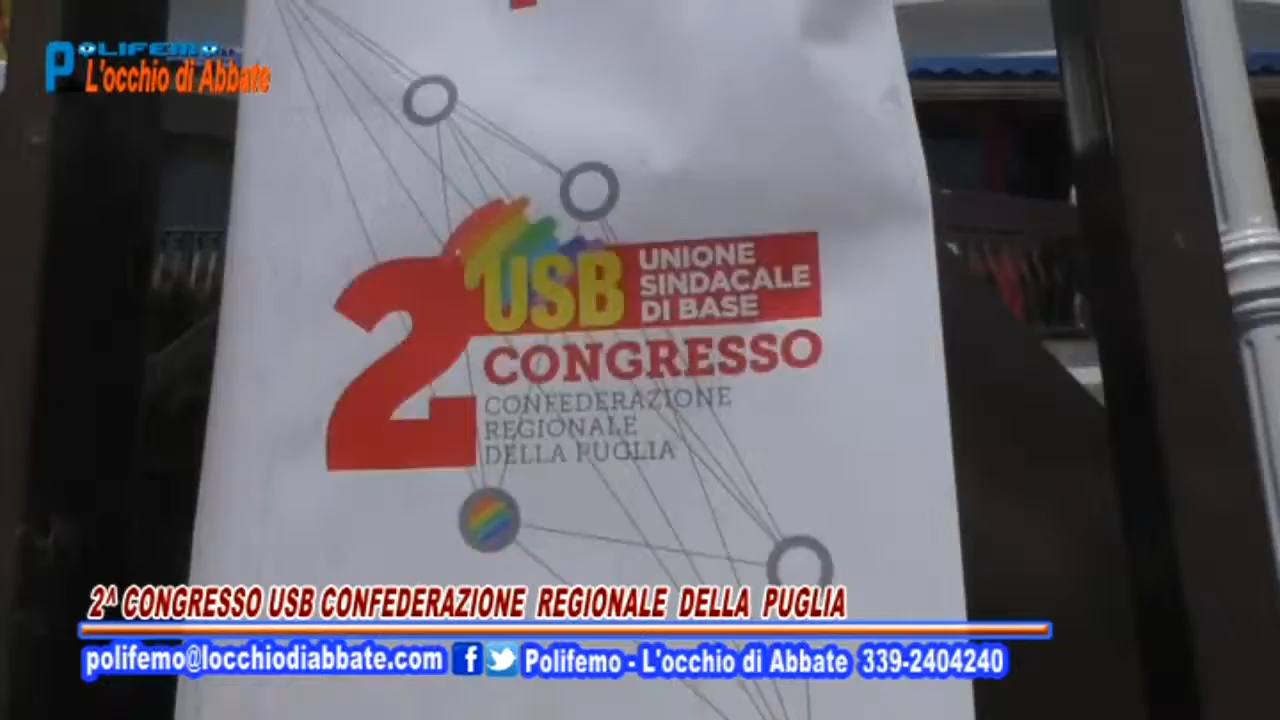 POLIFEMO
L'occhio di Abbate
2
USB
UNIONE
SINDACALE
DI BASE
CONGRESSO
CONFEDERAZIONE
REGIONALE
DELLA PUGLIA
2^ CONGRESSO USB CONFEDERAZIONE REGIONALE DELLA PUGLIA
polifemo@locchiodiabbate.com
Polifemo - L'occhio di Abbate 339-2404240